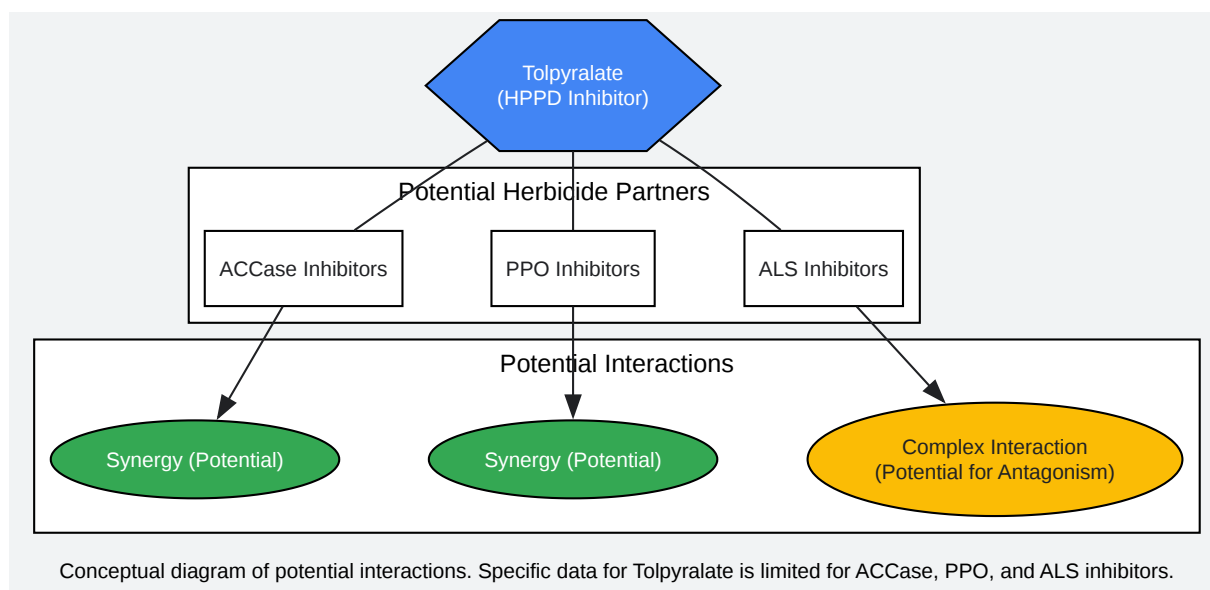 Tolpyralate
(HPPD Inhibitor)
Potential Herbicide Partners
ACCase Inhibitors
PPO Inhibitors
ALS Inhibitors
Potential Interactions
Synergy (Potential)
Synergy (Potential)
Complex Interaction
(Potential for Antagonism)
Conceptual diagram of potential interactions. Specific data for Tolpyralate is limited for ACCase, PPO, and ALS inhibitors.